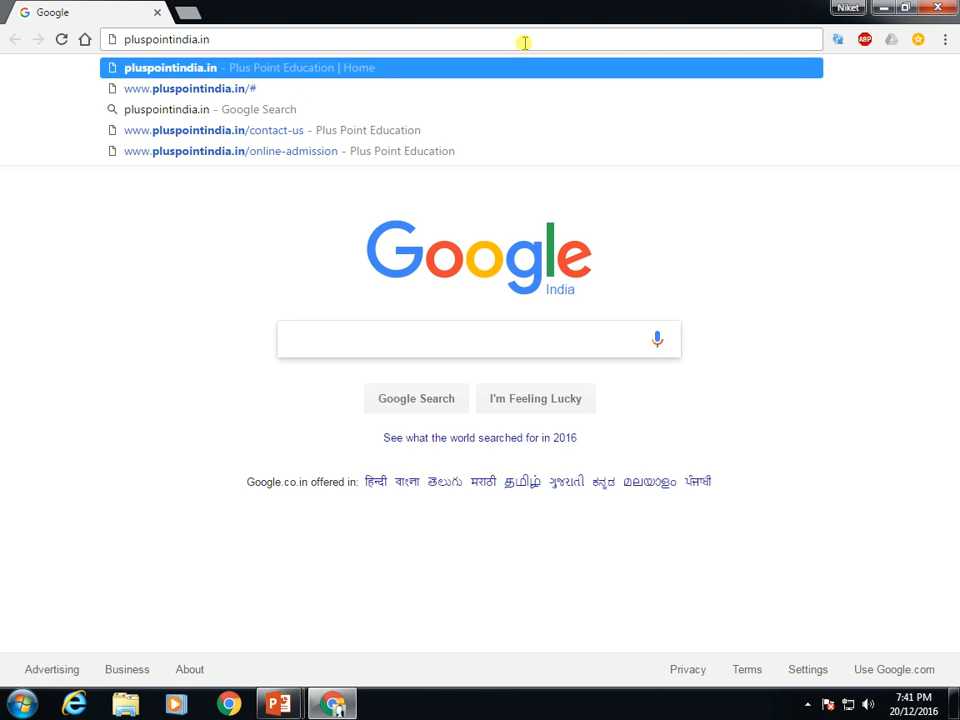 Google
Niket
pluspointindia.in
pluspointindia.in - Plus Point Education | Home
www.pluspointindia.in/#
pluspointindia.in - Google Search
www.pluspointindia.in/contact-us - Plus Point Education
www.pluspointindia.in/online-admission - Plus Point Education
ABP
Google
India
Google Search
I'm Feeling Lucky
See what the world searched for in 2016
Google.co.in offered in: हिन्दी বাংলা తెలుగు मराठी தமிழ் ગુજરાતી ಕನ್ನಡ മലയാളം ਪੰਜਾਬੀ
Advertising Business About Privacy Terms Settings Use Google.com
7:41 PM
20/12/2016